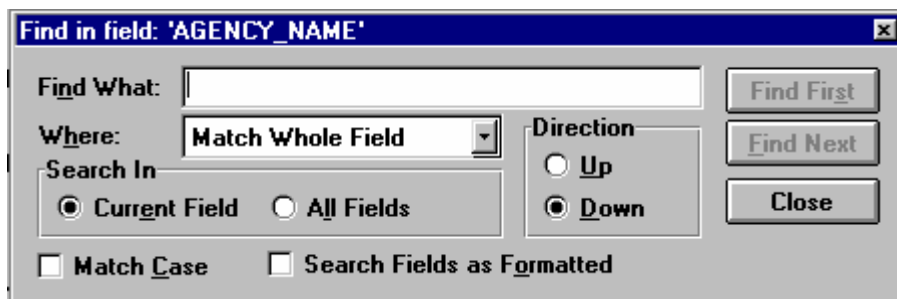 Find in field: 'AGENCY_NAME'
Find What:
Find First
Where:
Match Whole Field
Direction
Find Next
Search In
Up
Current Field
All Fields
Down
Close
Match Case
Search Fields as Formatted